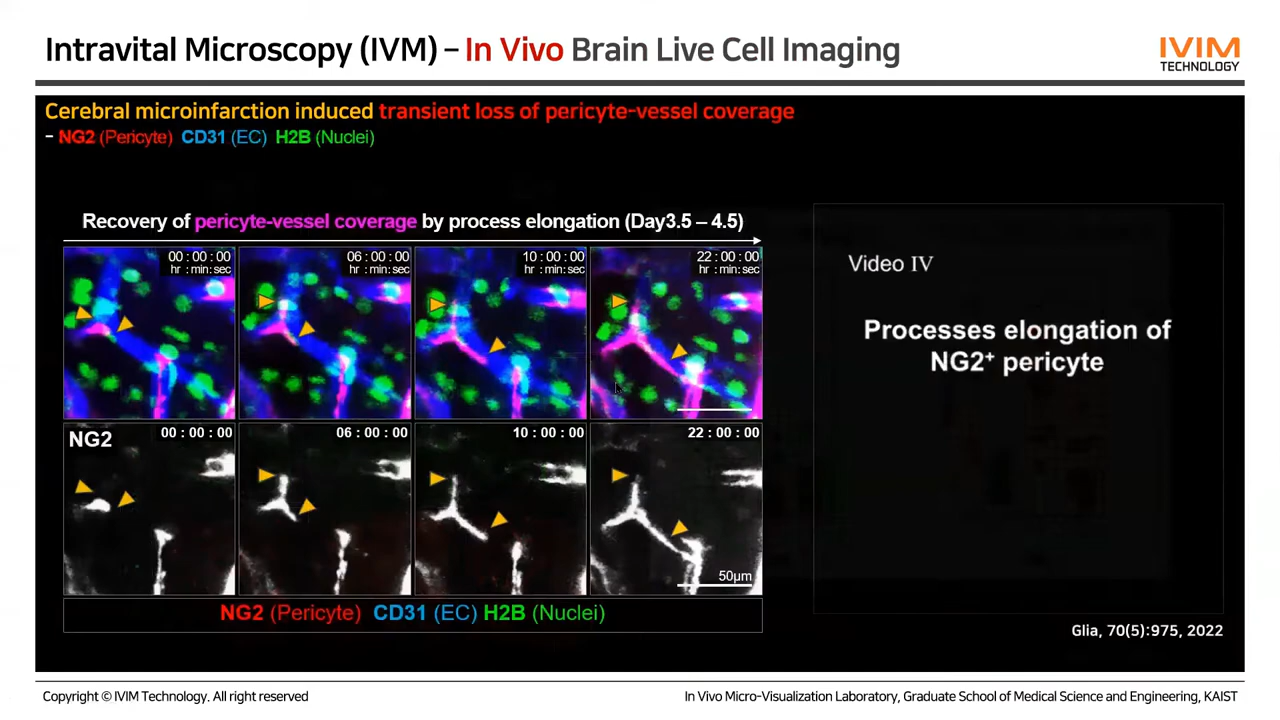 Intravital Microscopy (IVM) – In Vivo Brain Live Cell Imaging
IVIM
TECHNOLOGY
Cerebral microinfarction induced transient loss of pericyte-vessel coverage
– NG2 (Pericyte) CD31 (EC) H2B (Nuclei)
Recovery of pericyte-vessel coverage by process elongation (Day3.5 – 4.5)
00 : 00 : 00
hr : min: sec
06 : 00 : 00
hr : min: sec
10 : 00 : 00
hr : min: sec
22 : 00 : 00
hr : min: sec
NG2
00 : 00 : 00
06 : 00 : 00
10 : 00 : 00
22 : 00 : 00
50μm
NG2 (Pericyte) CD31 (EC) H2B (Nuclei)
Video IV
Processes elongation of
NG2⁺ pericyte
Glia, 70(5):975, 2022
Copyright © IVIM Technology. All right reserved
In Vivo Micro-Visualization Laboratory, Graduate School of Medical Science and Engineering, KAIST